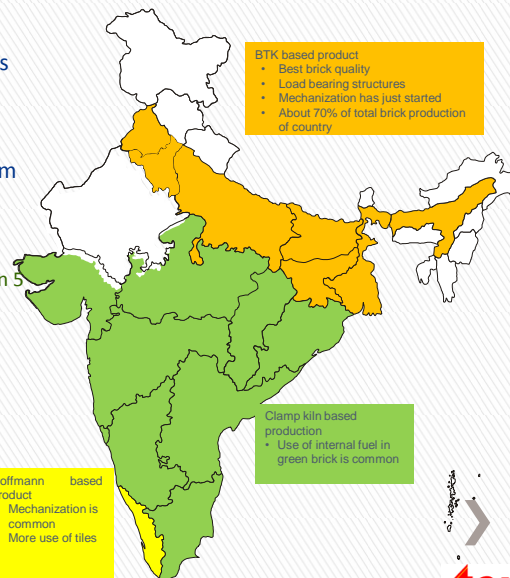 s
BTK based product
• Best brick quality
• Load bearing structures
• Mechanization has just started
• About 70% of total brick production
of country
m
n 5
Clamp kiln based
production
• Use of internal fuel in
green brick is common
offmann based
roduct
Mechanization is
common
More use of tiles